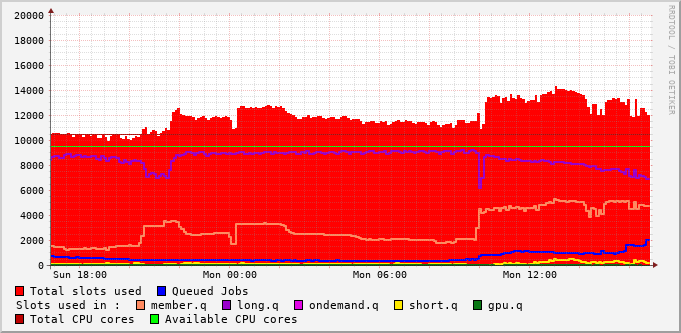 20000
18000
16000
14000
12000
10000
8000
6000
4000
2000
0
Sun 18:00 Mon 00:00 Mon 06:00 Mon 12:00
RRDTOOL / TOBI OETIKER
Total slots used Queued Jobs
Slots used in : member.q long.q ondemand.q short.q gpu.q
Total CPU cores Available CPU cores